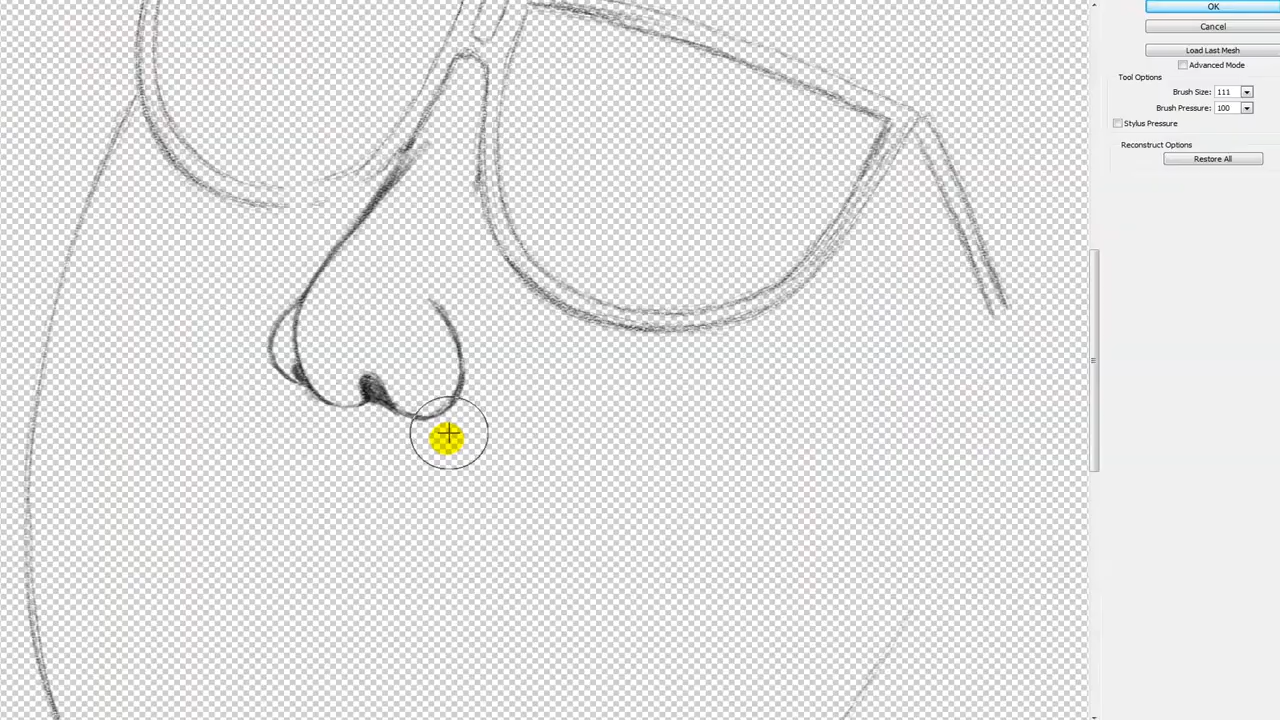 OK
Cancel
Load Last Mesh
Advanced Mode
Tool Options
Brush Size: 111
Brush Pressure: 100
Stylus Pressure
Reconstruct Options
Restore All